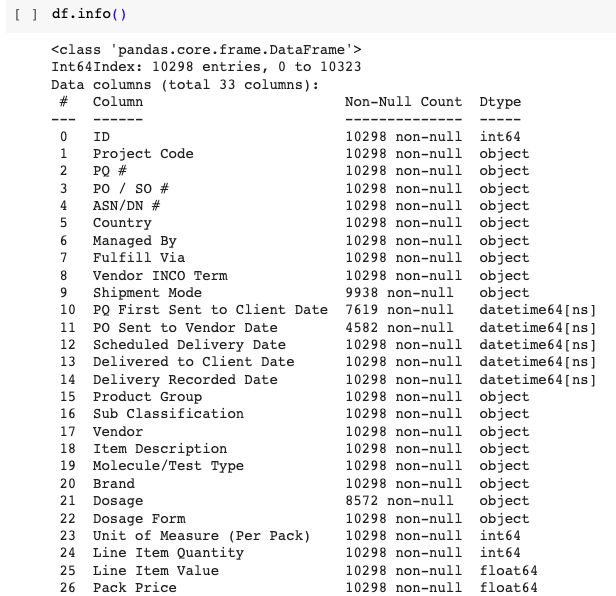 [ ] df.info()
<class 'pandas.core.frame.DataFrame'>
Int64Index: 10298 entries, 0 to 10323
Data columns (total 33 columns):
 #   Column                        Non-Null Count  Dtype
---  ------                        --------------  -----
 0   ID                            10298 non-null  int64
 1   Project Code                  10298 non-null  object
 2   PQ #                          10298 non-null  object
 3   PO / SO #                     10298 non-null  object
 4   ASN/DN #                      10298 non-null  object
 5   Country                       10298 non-null  object
 6   Managed By                    10298 non-null  object
 7   Fulfill Via                   10298 non-null  object
 8   Vendor INCO Term              10298 non-null  object
 9   Shipment Mode                 9938 non-null   object
 10  PQ First Sent to Client Date  7619 non-null   datetime64[ns]
 11  PO Sent to Vendor Date        4582 non-null   datetime64[ns]
 12  Scheduled Delivery Date       10298 non-null  datetime64[ns]
 13  Delivered to Client Date      10298 non-null  datetime64[ns]
 14  Delivery Recorded Date        10298 non-null  datetime64[ns]
 15  Product Group                 10298 non-null  object
 16  Sub Classification            10298 non-null  object
 17  Vendor                        10298 non-null  object
 18  Item Description              10298 non-null  object
 19  Molecule/Test Type            10298 non-null  object
 20  Brand                         10298 non-null  object
 21  Dosage                        8572 non-null   object
 22  Dosage Form                   10298 non-null  object
 23  Unit of Measure (Per Pack)    10298 non-null  int64
 24  Line Item Quantity            10298 non-null  int64
 25  Line Item Value               10298 non-null  float64
 26  Pack Price                    10298 non-null  float64